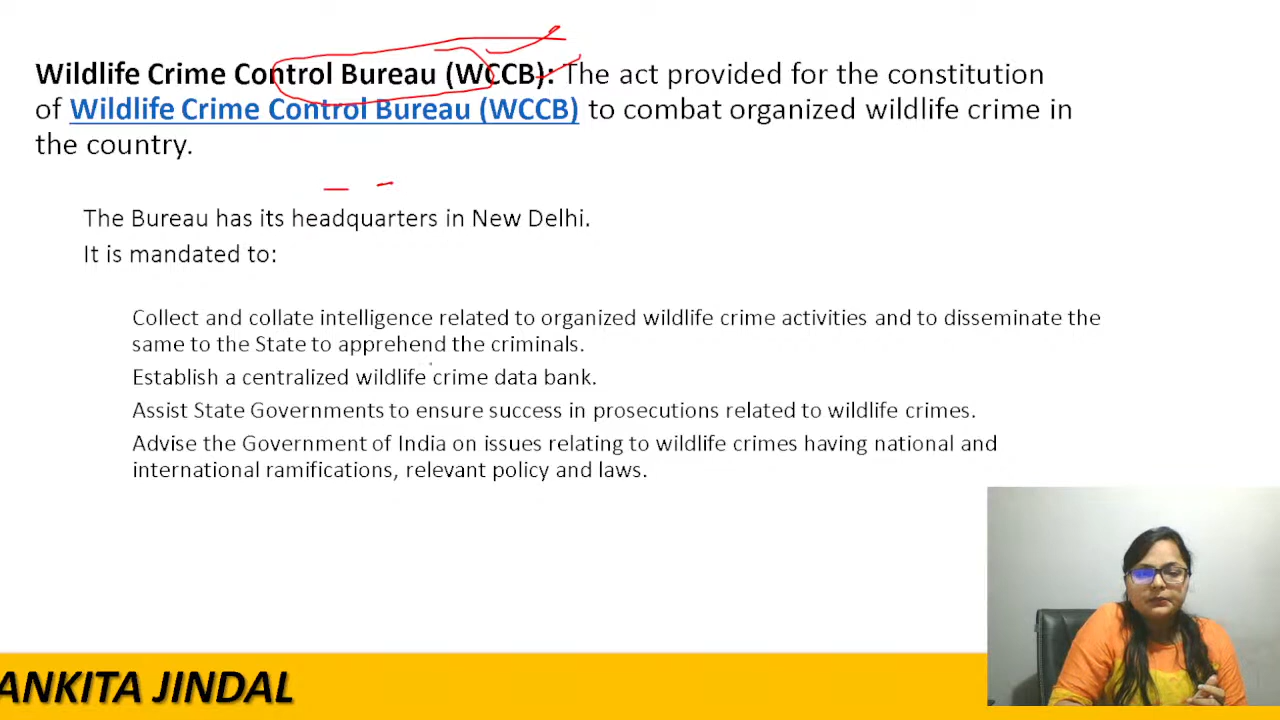 Wildlife Crime Control Bureau (WCCB): The act provided for the constitution
of Wildlife Crime Control Bureau (WCCB) to combat organized wildlife crime in
the country.
The Bureau has its headquarters in New Delhi.
It is mandated to:
Collect and collate intelligence related to organized wildlife crime activities and to disseminate the
same to the State to apprehend the criminals.
Establish a centralized wildlife crime data bank.
Assist State Governments to ensure success in prosecutions related to wildlife crimes.
Advise the Government of India on issues relating to wildlife crimes having national and
international ramifications, relevant policy and laws.
ANKITA JINDAL